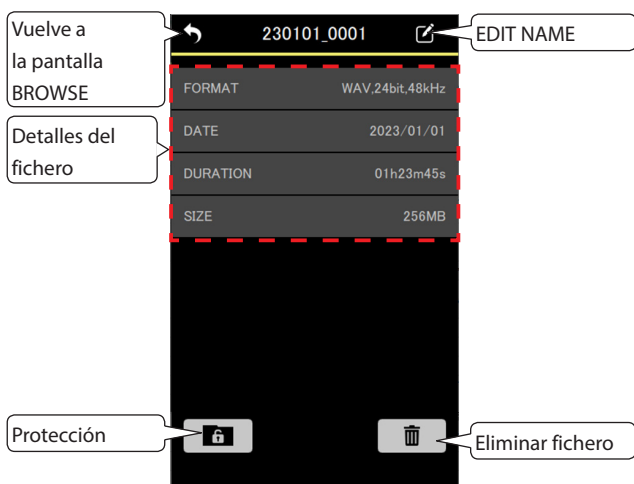 Vuelve a
la pantalla
BROWSE
230101_0001
EDIT NAME
Detalles del
fichero
FORMAT WAV,24bit,48kHz
DATE 2023/01/01
DURATION 01h23m45s
SIZE 256MB
Protección
Eliminar fichero